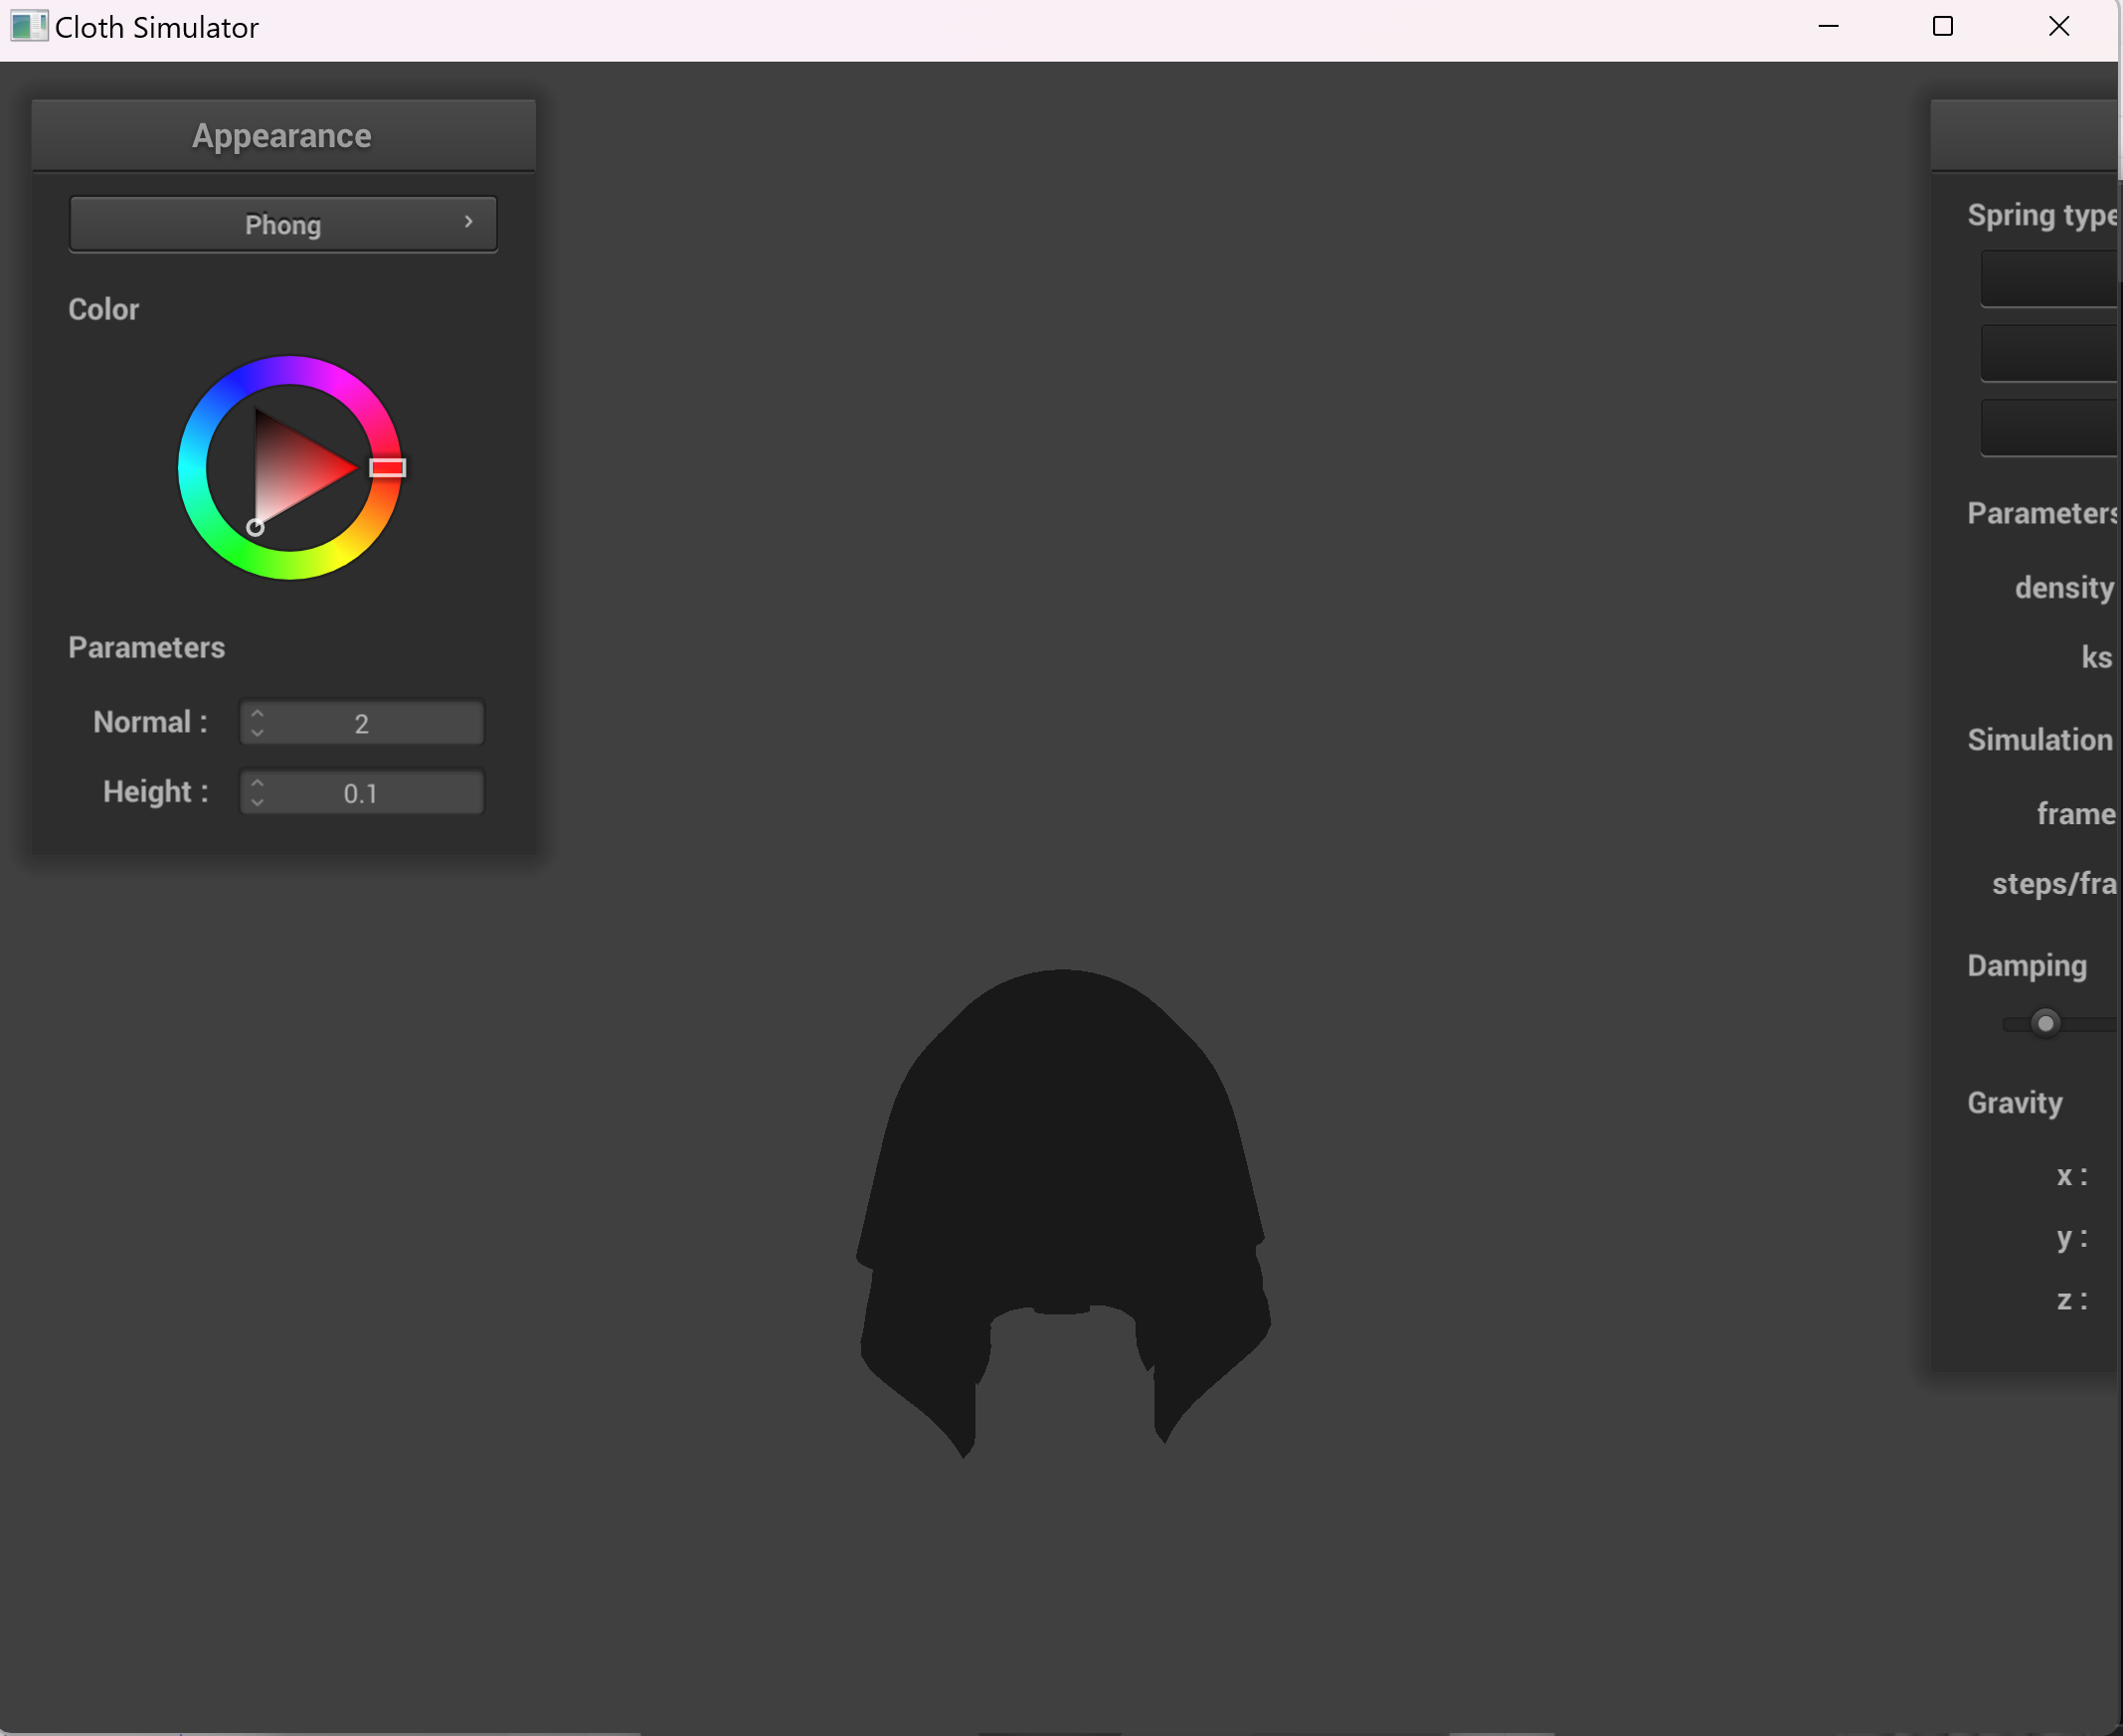 Cloth Simulator
Appearance
Phong
Color
Parameters
Normal :
2
Height :
0.1
Spring type
Parameters
density
ks
Simulation
frame
steps/fra
Damping
Gravity
x :
y :
z :